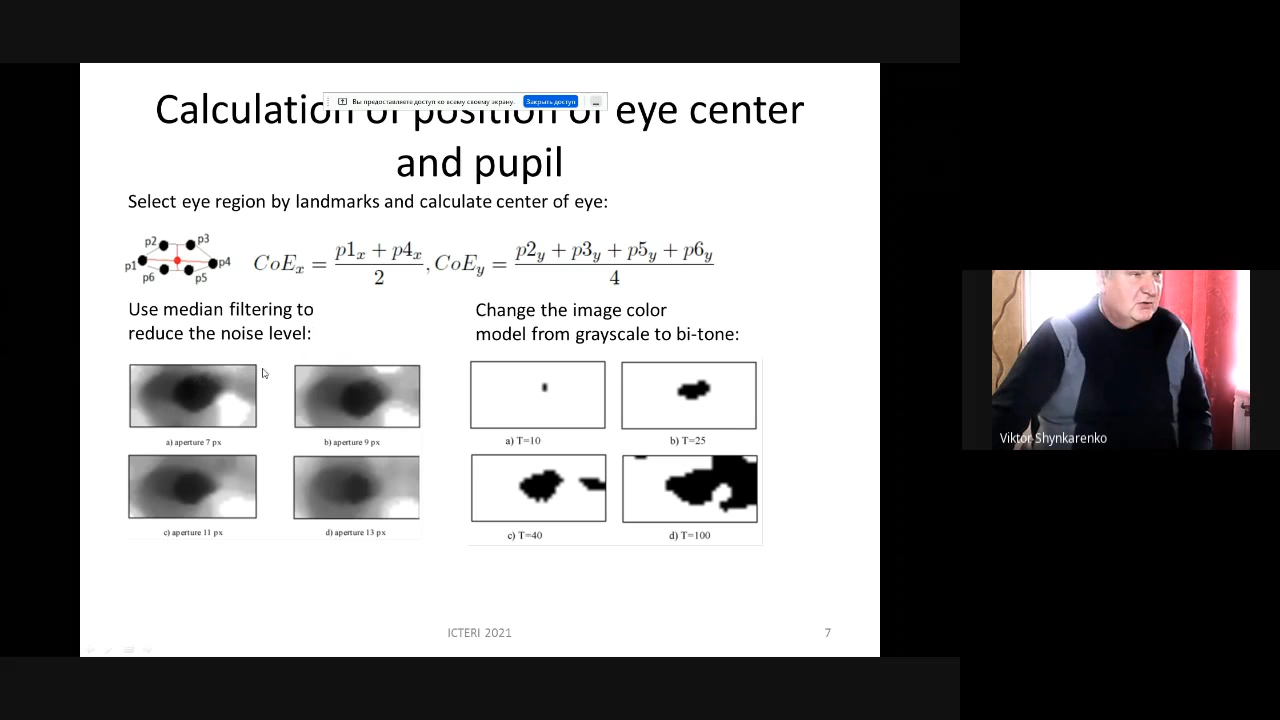 Вы предоставляете доступ ко всему своему экрану.
Закрыть доступ
Calculation of position of eye center
and pupil
Select eye region by landmarks and calculate center of eye:
p2 p3
p1 p4
p6 p5
CoE_x = (p1_x + p4_x)/2, CoE_y = (p2_y + p3_y + p5_y + p6_y)/4
Use median filtering to
reduce the noise level:
a) aperture 7 px
b) aperture 9 px
c) aperture 11 px
d) aperture 13 px
Change the image color
model from grayscale to bi-tone:
a) T=10
b) T=25
c) T=40
d) T=100
ICTERI 2021
7
Viktor Shynkarenko